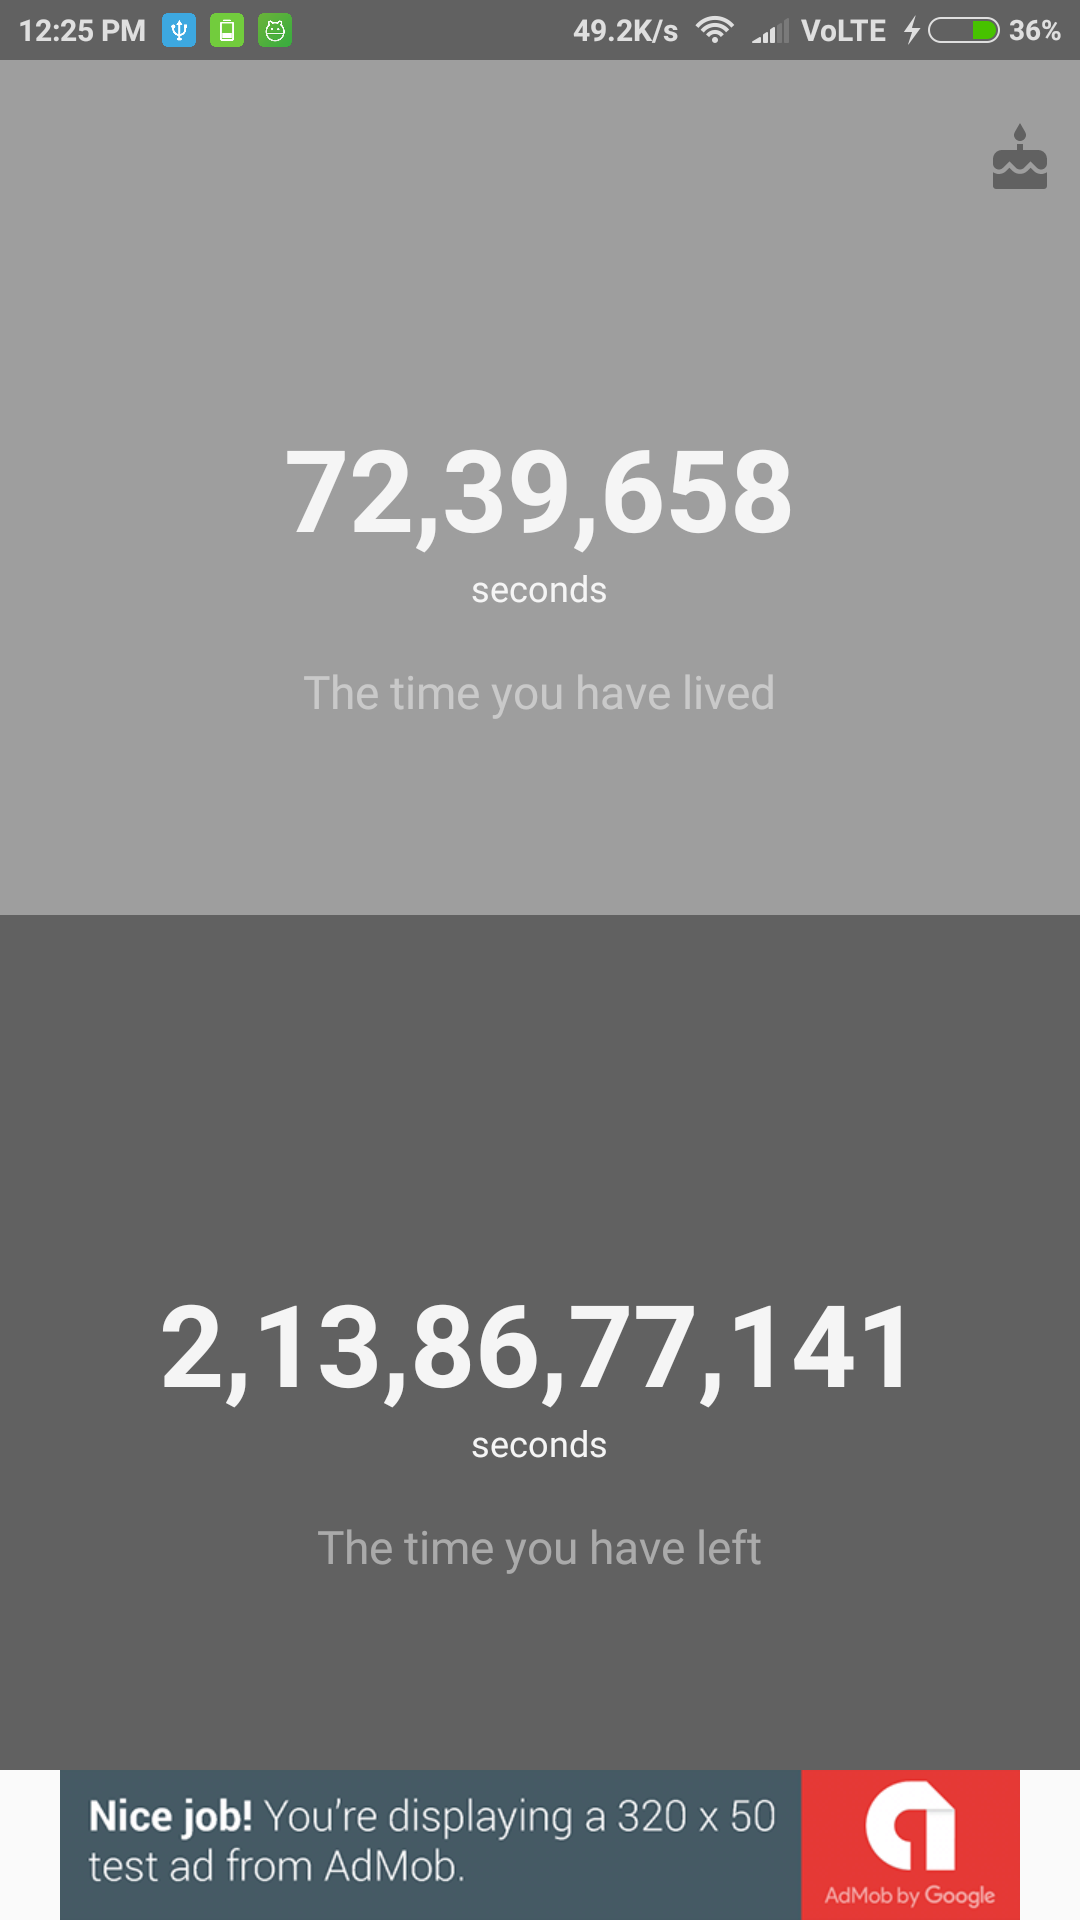 12:25 PM 49.2K/s VoLTE 36%
72,39,658
seconds
The time you have lived
2,13,86,77,141
seconds
The time you have left
Nice job! You're displaying a 320 x 50
test ad from AdMob.
AdMob by Google